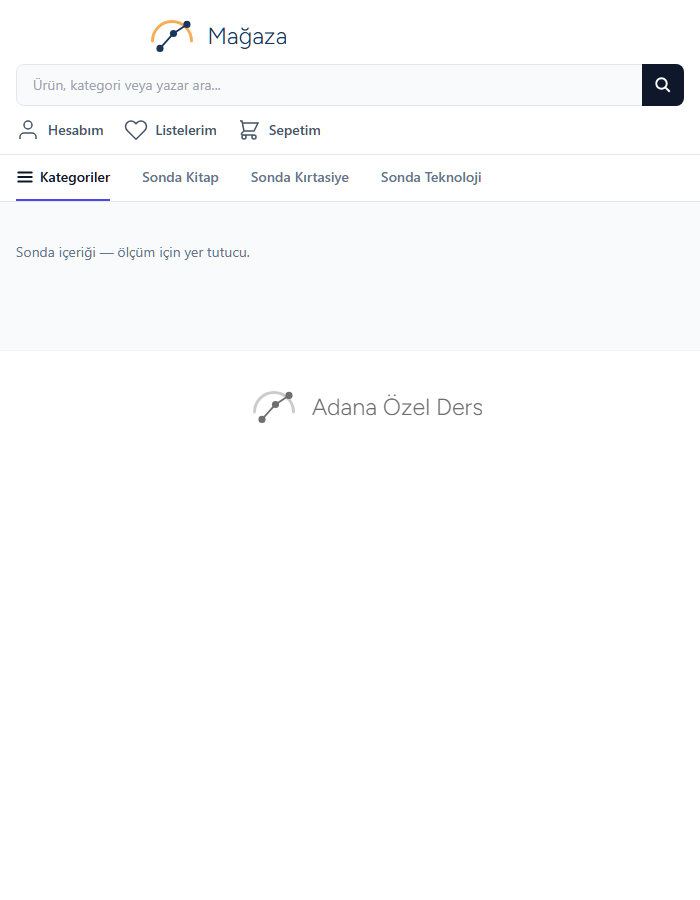 Mağaza
Ürün, kategori veya yazar ara...
Hesabım Listelerim Sepetim
Kategoriler Sonda Kitap Sonda Kırtasiye Sonda Teknoloji
Sonda içeriği — ölçüm için yer tutucu.
Adana Özel Ders